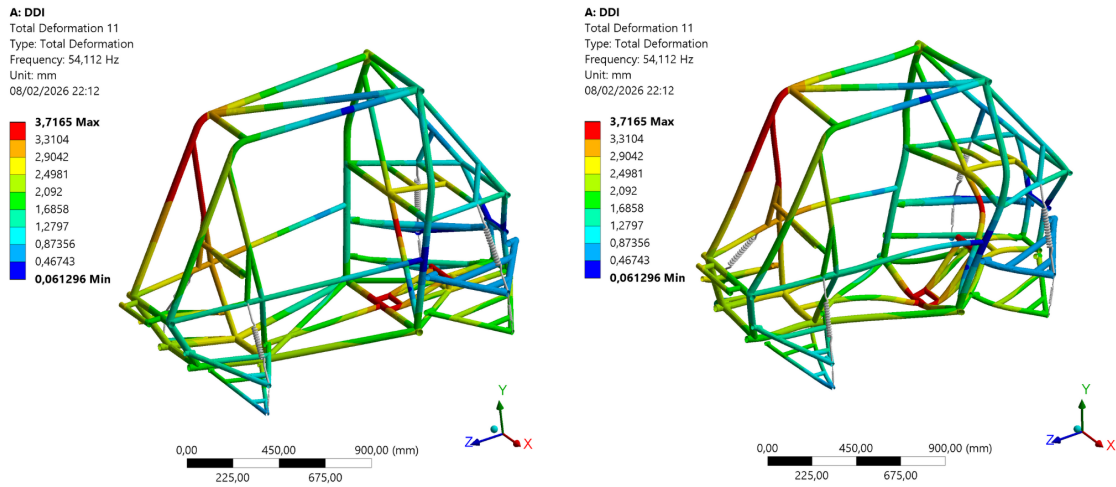 A: DDI
Total Deformation 11
Type: Total Deformation
Frequency: 54,112 Hz
Unit: mm
08/02/2026 22:12
3,7165 Max
3,3104
2,9042
2,4981
2,092
1,6858
1,2797
0,87356
0,46743
0,061296 Min
0,00 450,00 900,00 (mm)
225,00 675,00
Y
Z X
A: DDI
Total Deformation 11
Type: Total Deformation
Frequency: 54,112 Hz
Unit: mm
08/02/2026 22:12
3,7165 Max
3,3104
2,9042
2,4981
2,092
1,6858
1,2797
0,87356
0,46743
0,061296 Min
0,00 450,00 900,00 (mm)
225,00 675,00
Y
Z X